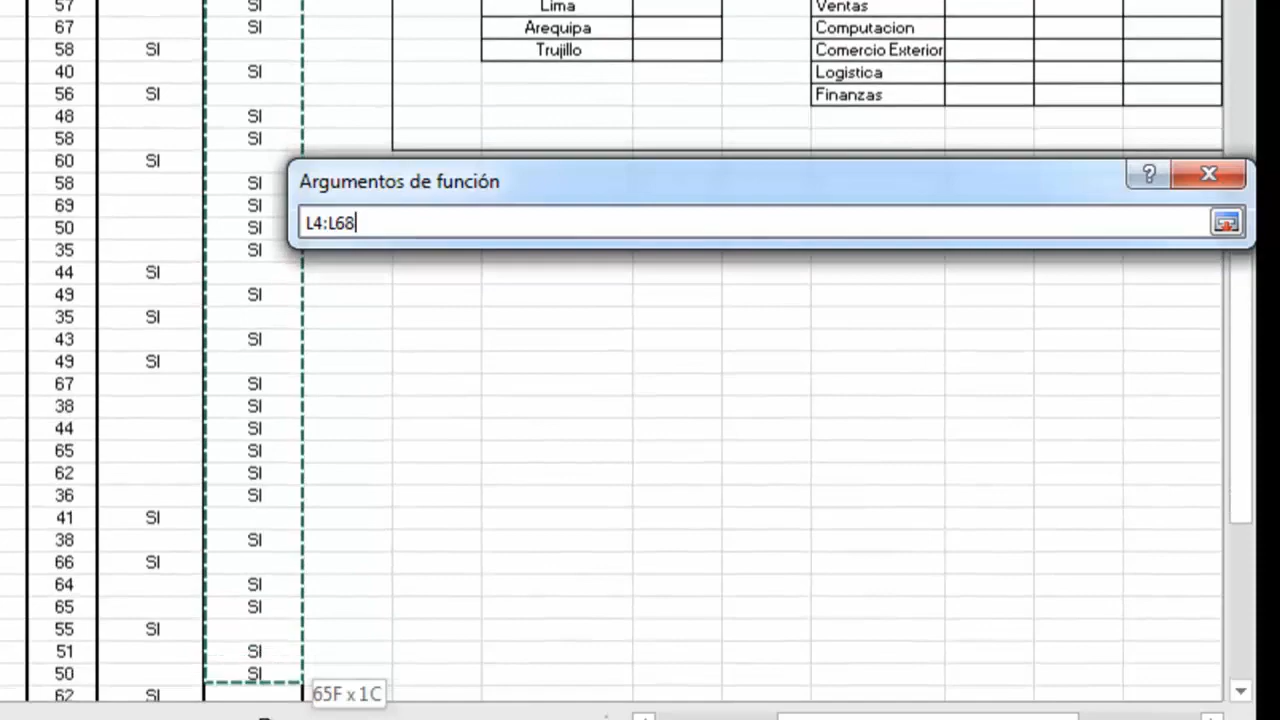 57 SI Lima Ventas
67 SI Arequipa Computacion
58 SI Trujillo Comercio Exterior
40 SI Logistica
56 SI Finanzas
48 SI
58 SI
60 SI
58 SI
Argumentos de función
69 SI
50 SI
L4:L68
35 SI
44 SI
49 SI
35 SI
43 SI
49 SI
67 SI
38 SI
44 SI
65 SI
62 SI
36 SI
41 SI
38 SI
66 SI
64 SI
65 SI
55 SI
51 SI
50 SI
62 SI
65F x 1C